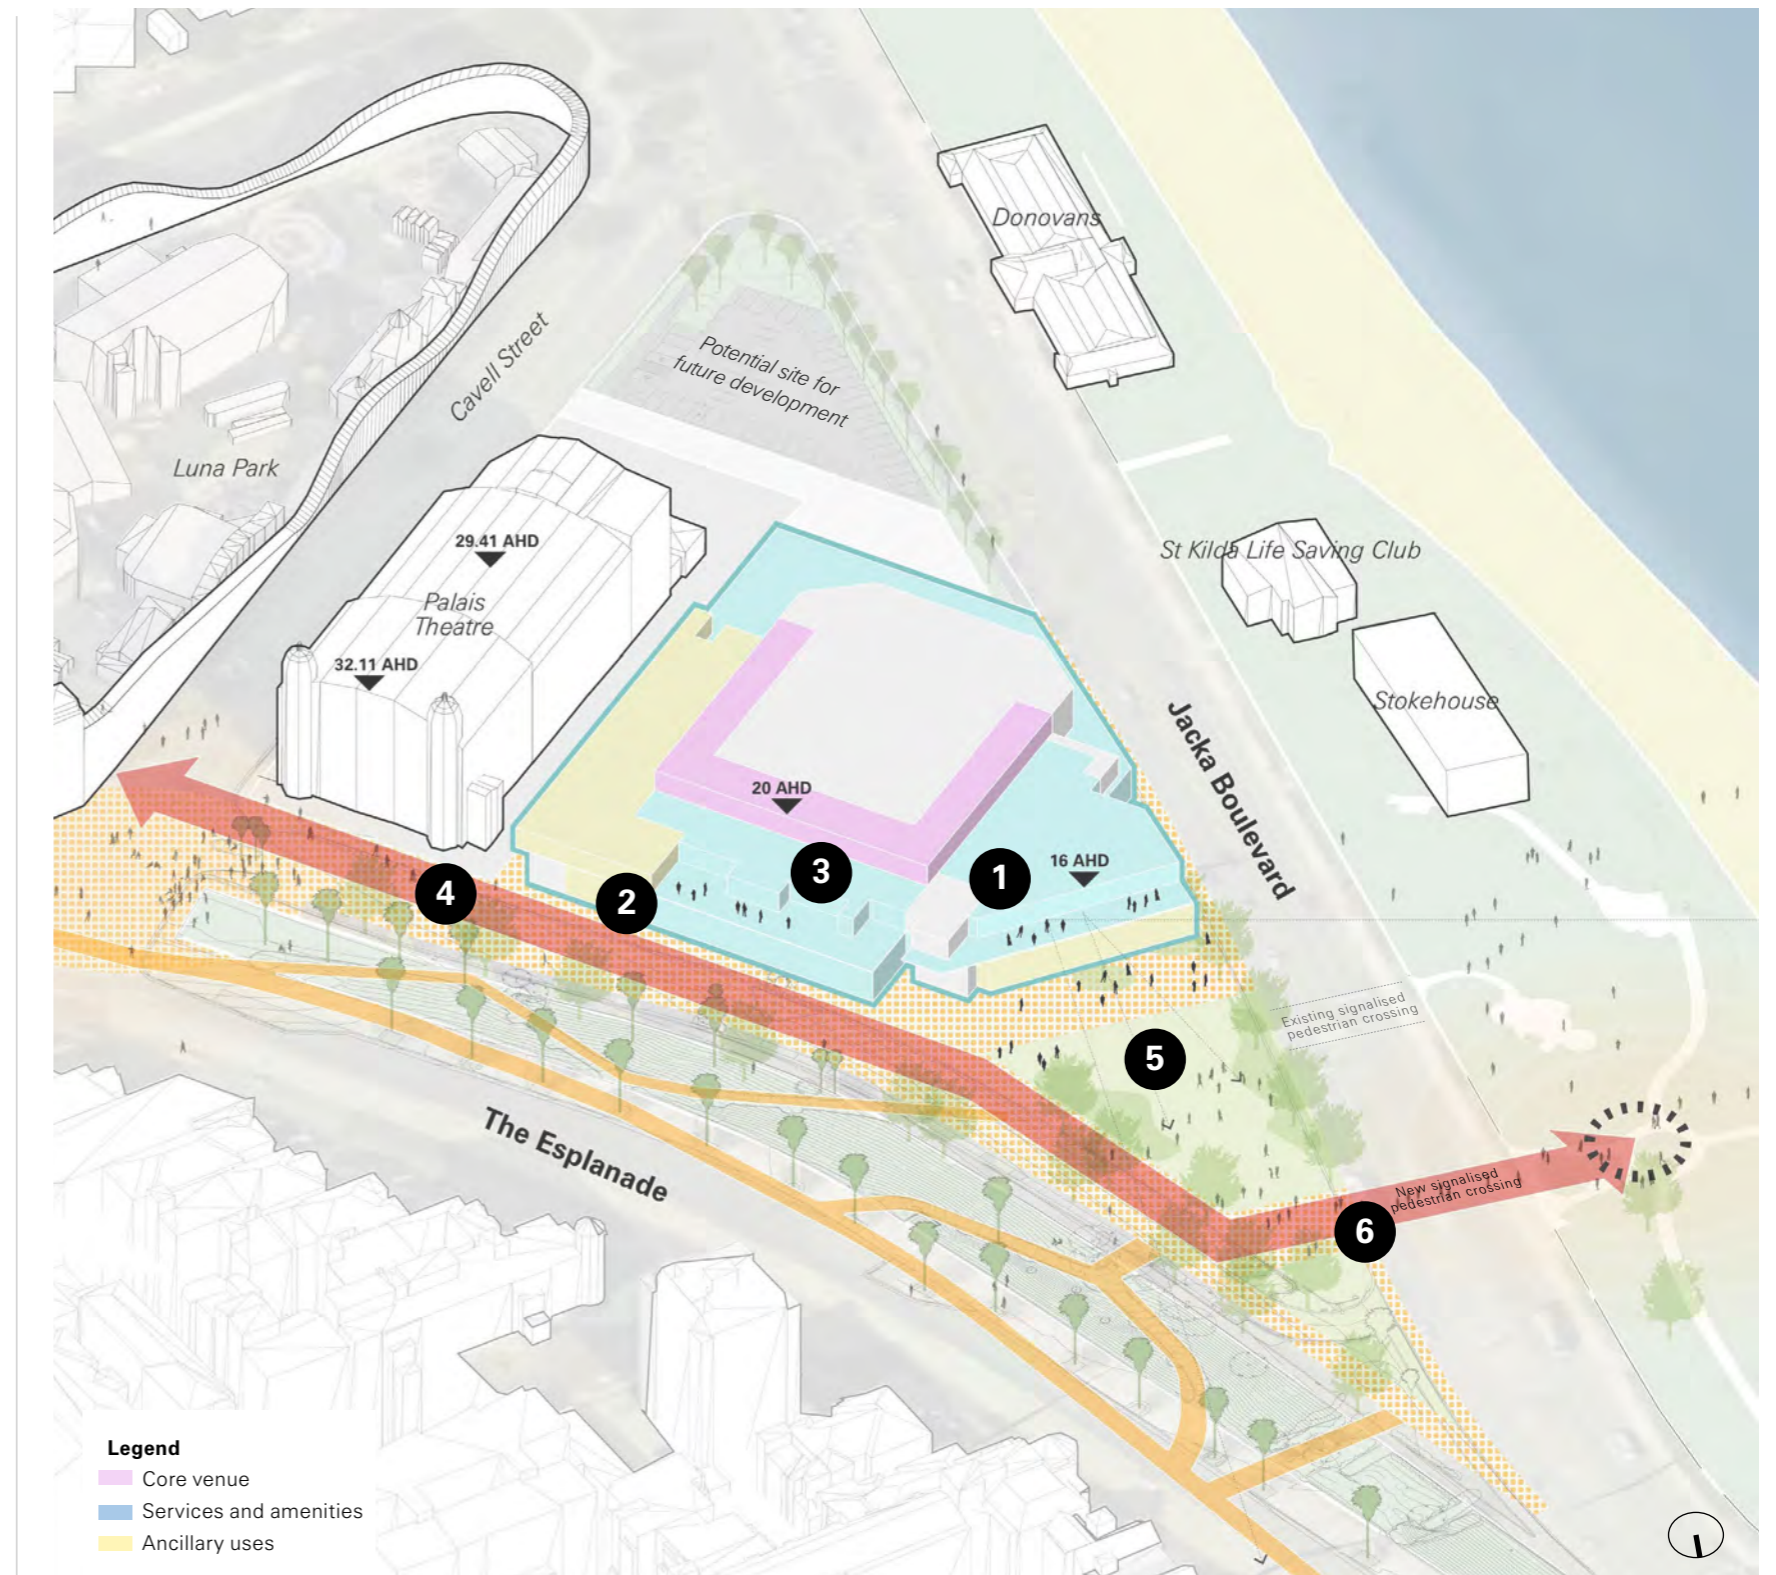 Donovans
Potential site for
future development
Cavell Street
Luna Park
29.41 AHD
St Kilda Life Saving Club
Palais
Theatre
32.11 AHD
Stokehouse
Jacka Boulevard
20 AHD
16 AHD
3
1
4
2
Existing signalised
pedestrian crossing
5
The Esplanade
New signalised
pedestrian crossing
6
Legend
Core venue
Services and amenities
Ancillary uses